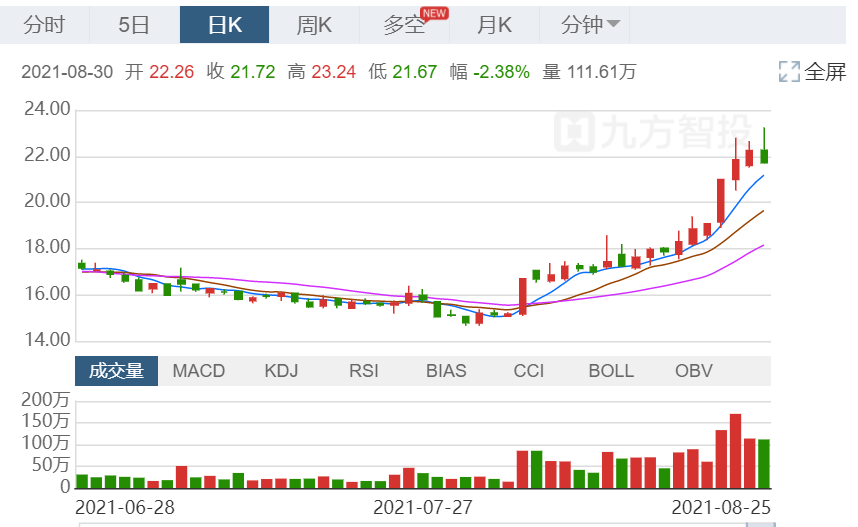 分时 5日 日K 周K 多空 NEW 月K 分钟
2021-08-30 开 22.26 收 21.72 高 23.24 低 21.67 幅 -2.38% 量 111.61万 全屏
24.00
九方智投
22.00
20.00
18.00
16.00
14.00
成交量 MACD KDJ RSI BIAS CCI BOLL OBV
200万
150万
100万
50万
0
2021-06-28 2021-07-27 2021-08-25